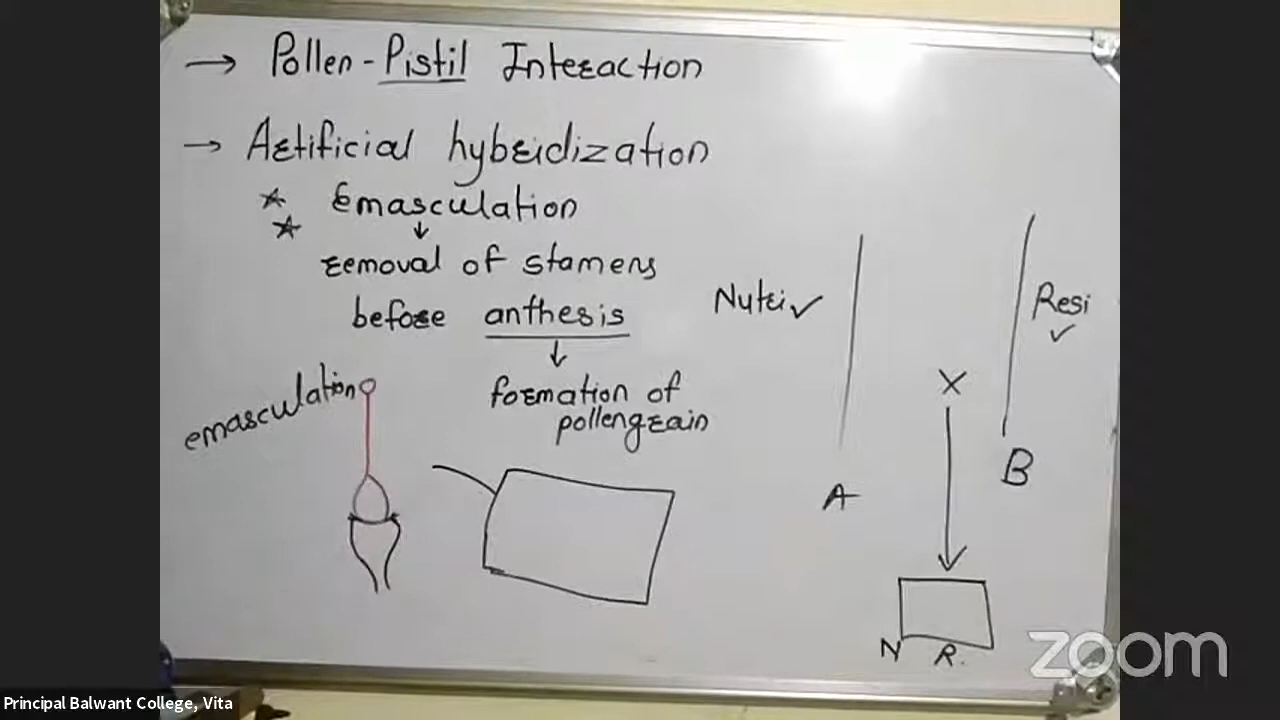 → Pollen-Pistil Interaction
→ Artificial hybridization
Emasculation
↓
removal of stamens
before anthesis
↓
formation of
pollengrain
emasculation
Nutri ✓
Resi
✓
X
A
B
N R.
zoom
Principal Balwant College, Vita